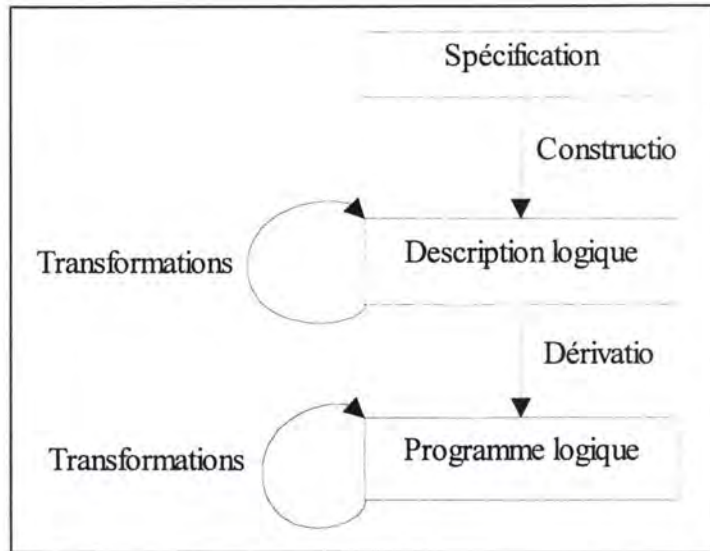 Spécification
Constructio
Transformations
Description logique
Dérivatio
Transformations
Programme logique